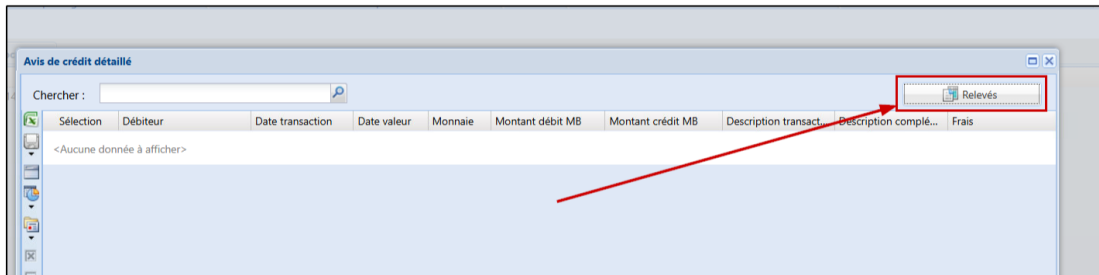 Avis de crédit détaillé
Chercher :
Relevés
Sélection Débiteur Date transaction Date valeur Monnaie Montant débit MB Montant crédit MB Description transact... Description complé... Frais
<Aucune donnée à afficher>